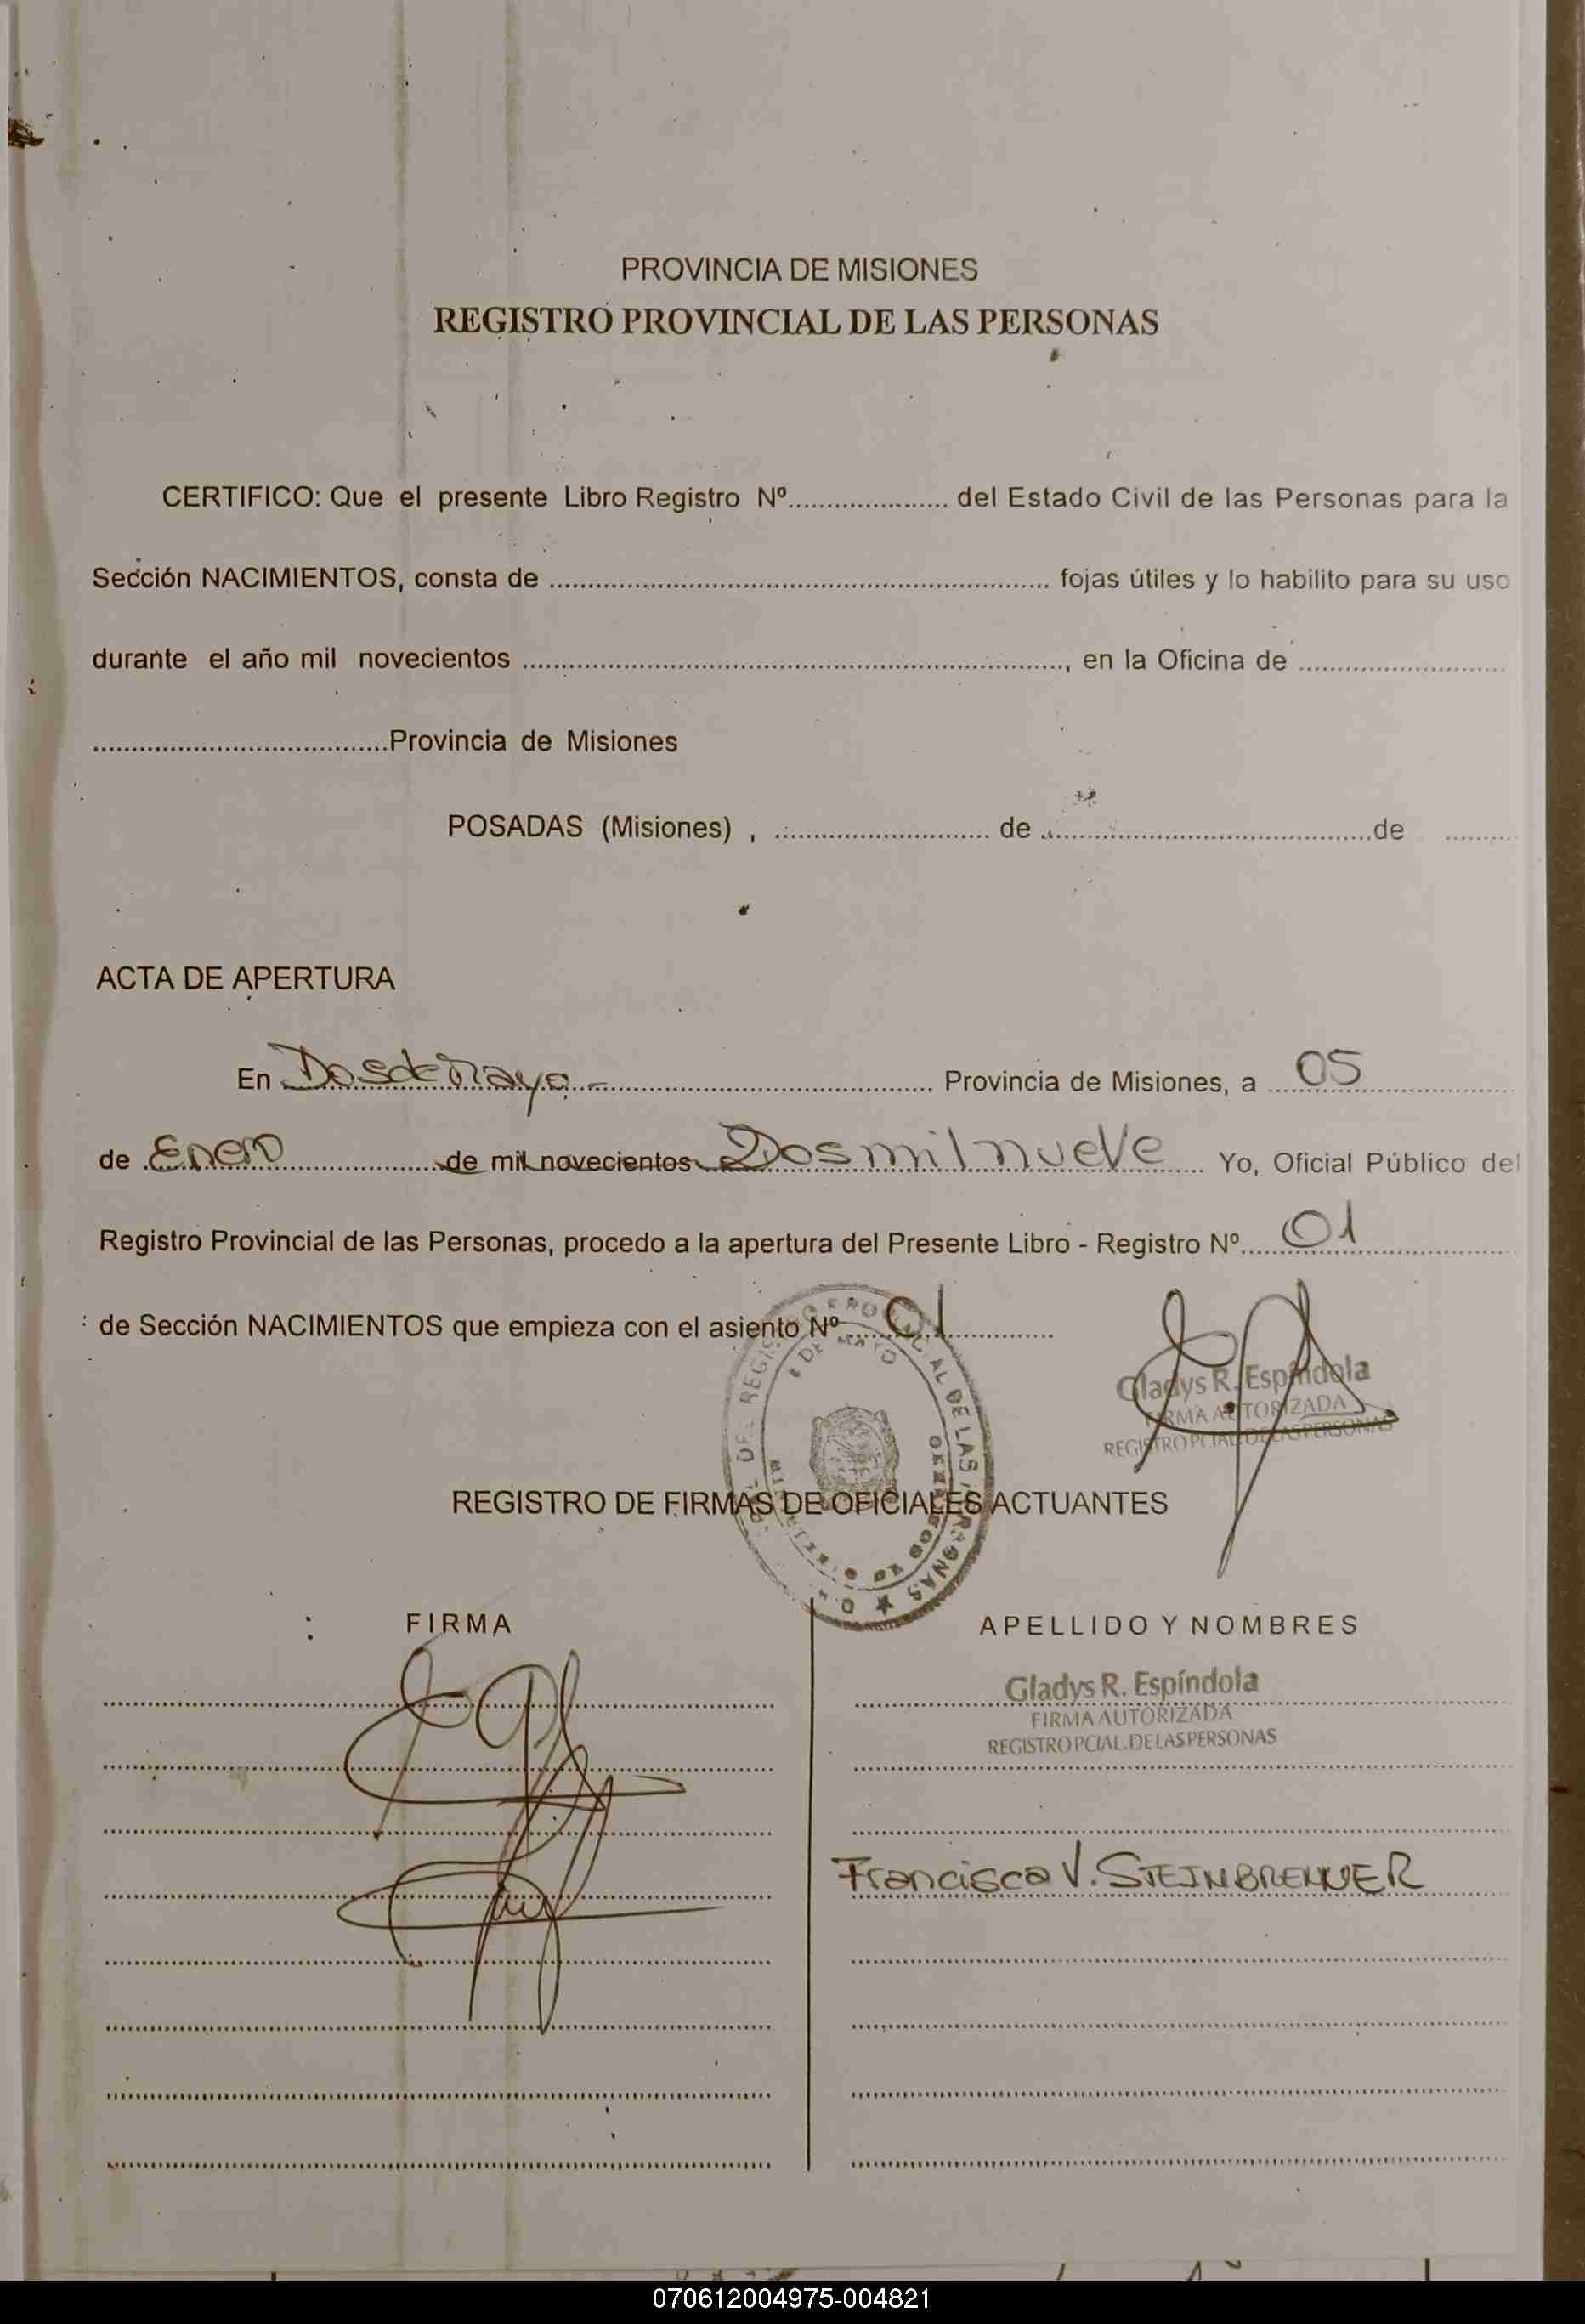 PROVINCIA DE MISIONES
REGISTRO PROVINCIAL DE LAS PERSONAS
CERTIFICO: Que el presente Libro Registro Nº..................... del Estado Civil de las Personas para la
Sección NACIMIENTOS, consta de ................................................................ fojas útiles y lo habilito para su uso
durante el año mil novecientos ......................................................................, en la Oficina de ...........................
......................................Provincia de Misiones
POSADAS (Misiones) , ............................ de ...........................................de .........
ACTA DE APERTURA
En Dos de Mayo.- ............................................ Provincia de Misiones, a 05
de Enero .................... de mil novecientos Dos mil nueve ..... Yo, Oficial Público del
Registro Provincial de las Personas, procedo a la apertura del Presente Libro - Registro Nº.... 01
de Sección NACIMIENTOS que empieza con el asiento Nº .... 01 ..............
Gladys R. Espíndola
FIRMA AUTORIZADA
REGISTRO PCIAL. DE LAS PERSONAS
REGISTRO DE FIRMAS DE OFICIALES ACTUANTES
FIRMA APELLIDO Y NOMBRES
Gladys R. Espíndola
FIRMA AUTORIZADA
REGISTRO PCIAL. DE LAS PERSONAS
Francisca V. STEINBRENNER
070612004975-004821